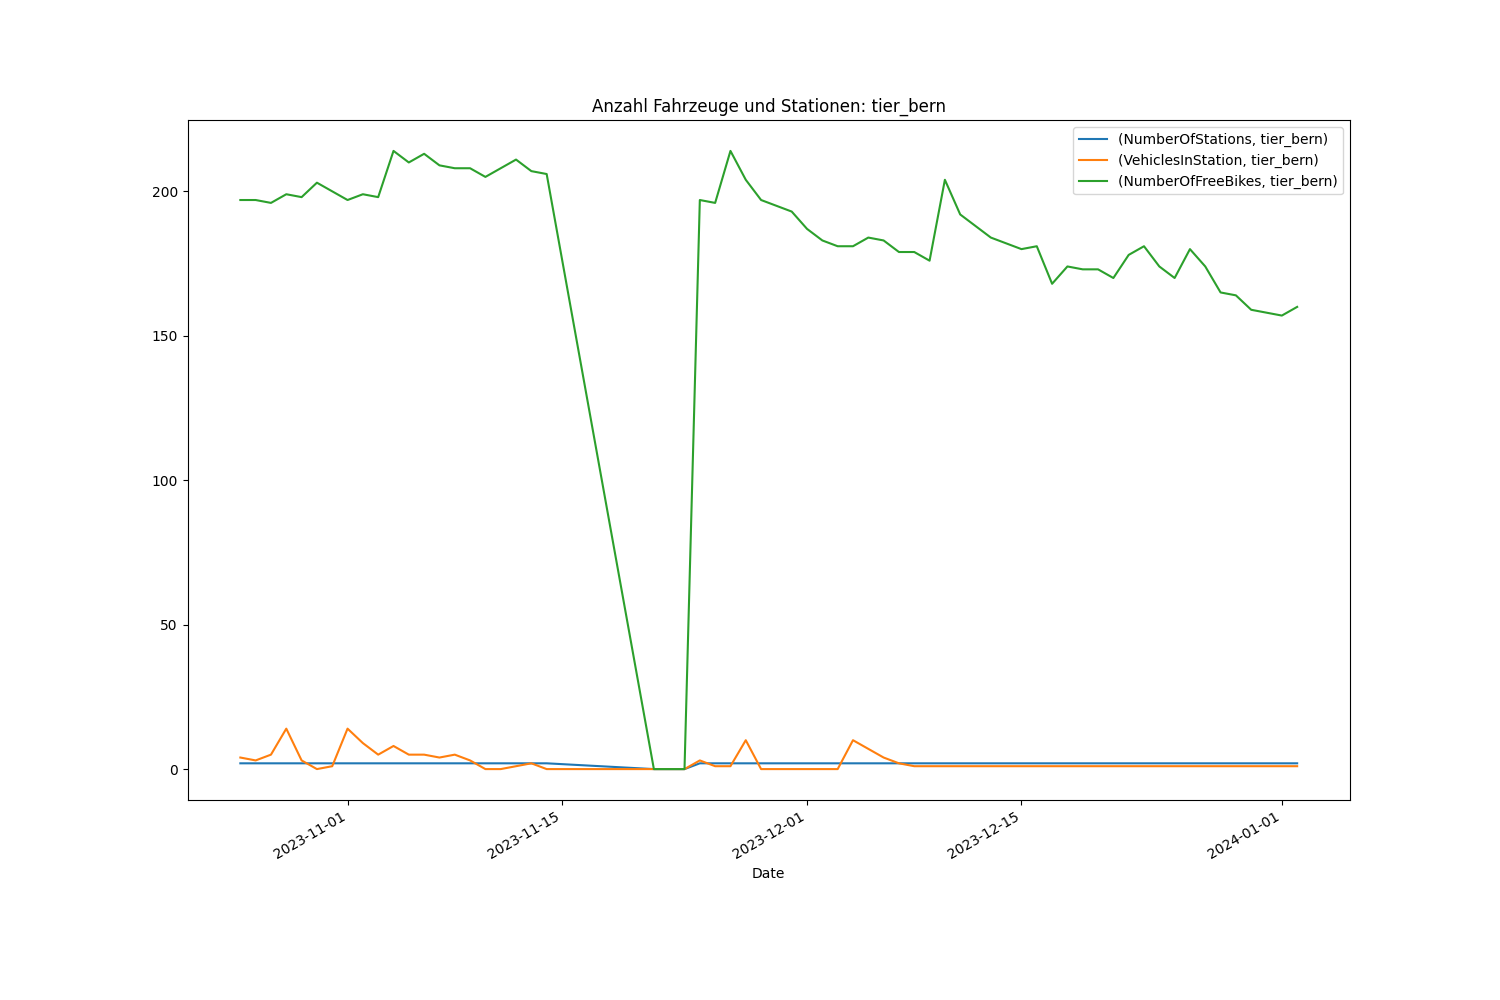 Anzahl Fahrzeuge und Stationen: tier_bern
(NumberOfStations, tier_bern)
(VehiclesInStation, tier_bern)
(NumberOfFreeBikes, tier_bern)
200
150
100
50
0
2023-11-01
2023-11-15
2023-12-01
2023-12-15
2024-01-01
Date